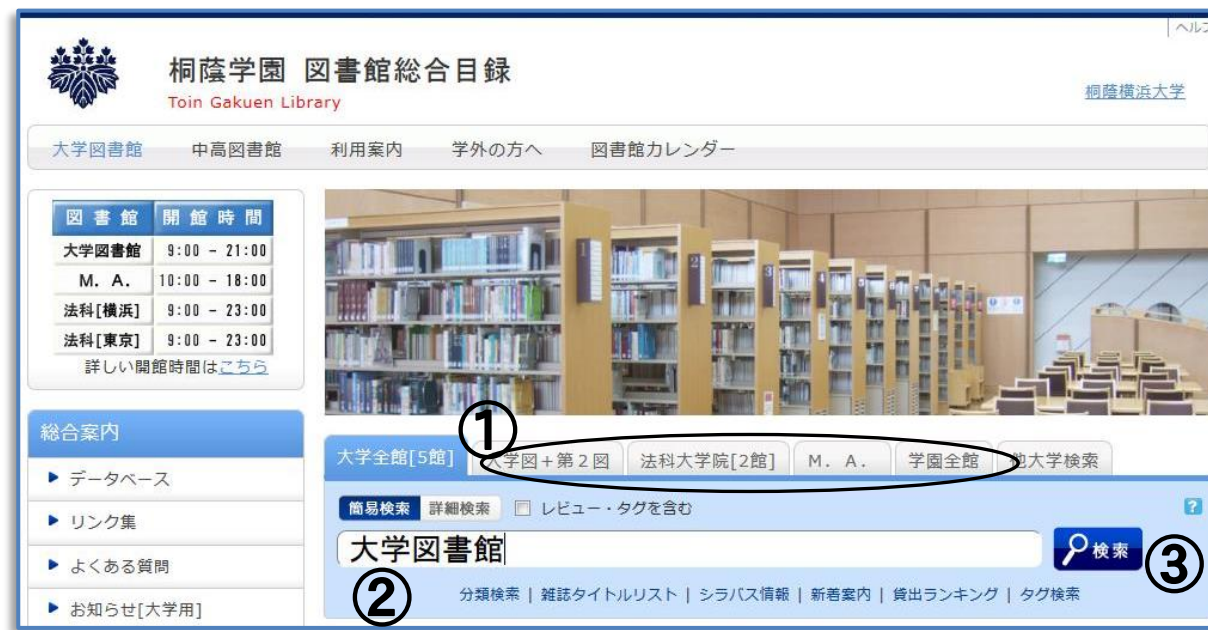 ヘルプ
桐蔭学園 図書館総合目録
Toin Gakuen Library
桐蔭横浜大学
大学図書館 中高図書館 利用案内 学外の方へ 図書館カレンダー
図書館 開館時間
大学図書館 9:00 - 21:00
M. A. 10:00 - 18:00
法科[横浜] 9:00 - 23:00
法科[東京] 9:00 - 23:00
詳しい開館時間はこちら
総合案内
データベース
リンク集
よくある質問
お知らせ[大学用]
①
大学全館[5館] 大学図+第2図 法科大学院[2館] M. A. 学園全館 他大学検索
簡易検索 詳細検索 レビュー・タグを含む ?
大学図書館 検索
② ③
分類検索 | 雑誌タイトルリスト | シラバス情報 | 新着案内 | 貸出ランキング | タグ検索